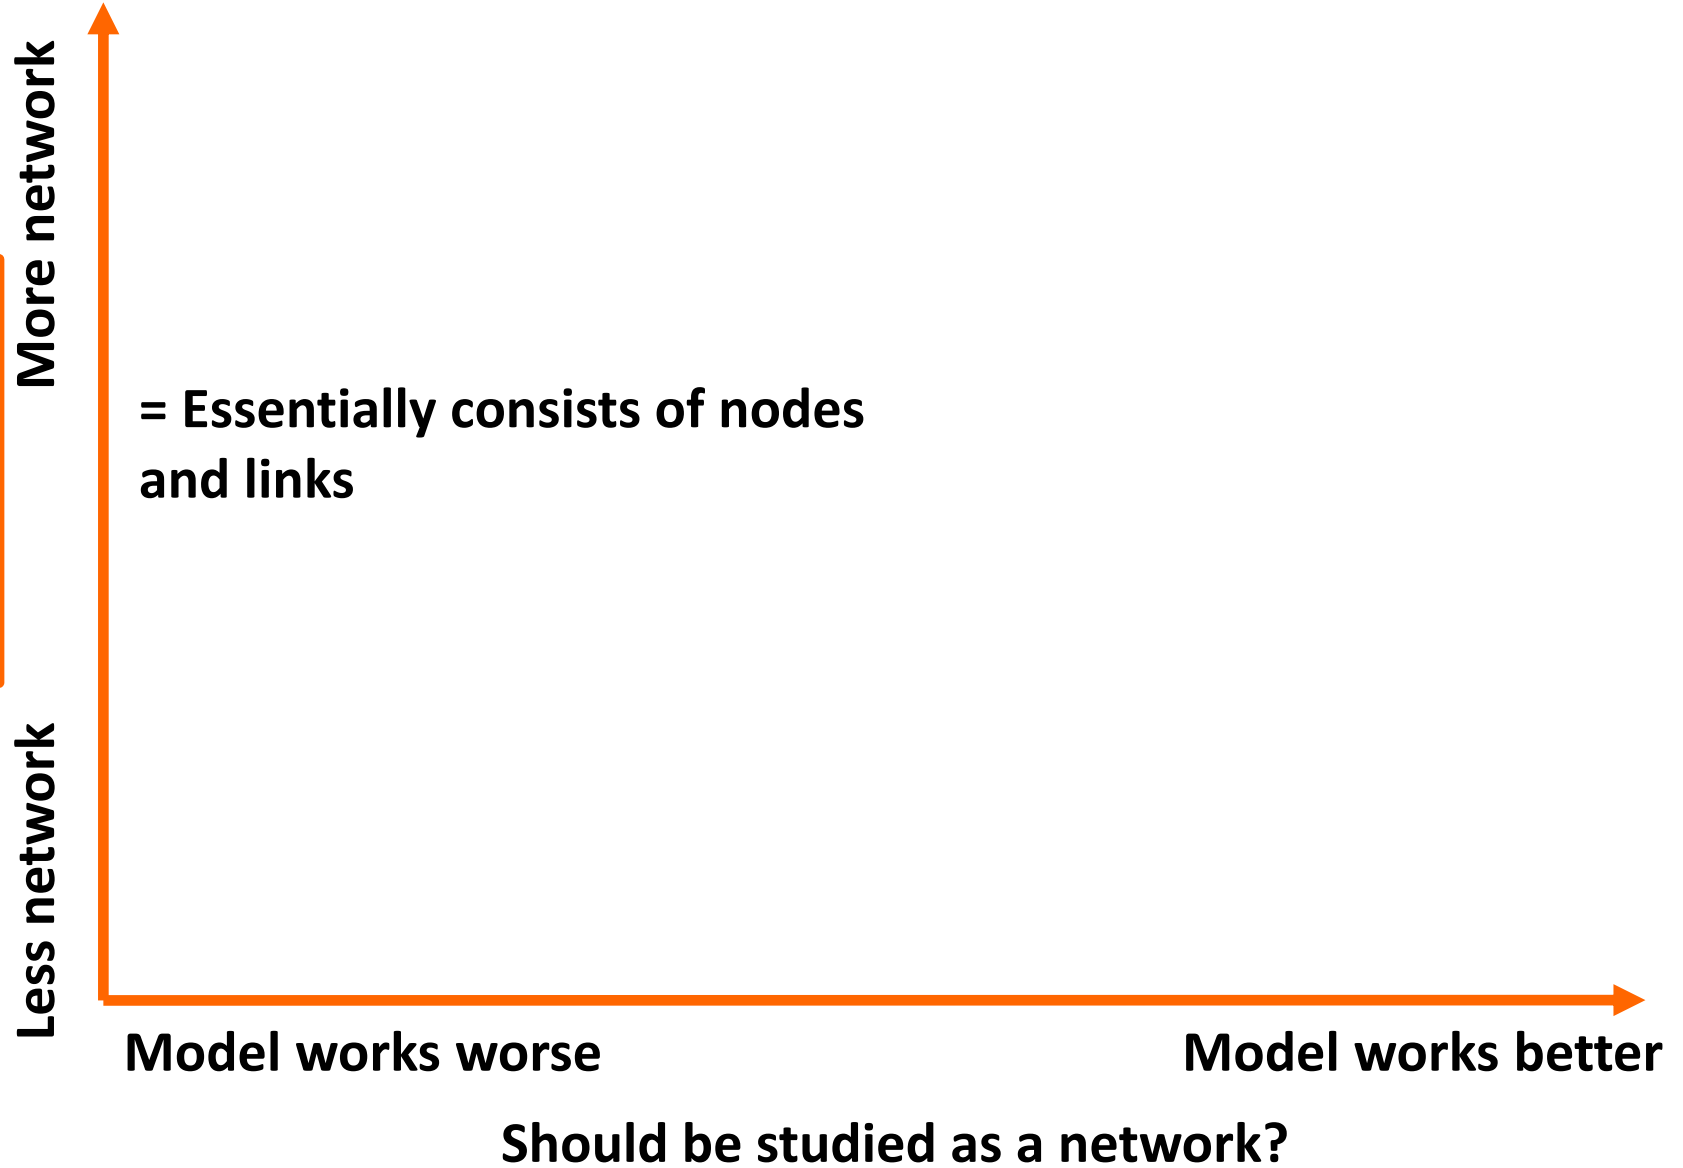 More network
= Essentially consists of nodes
and links
Less network
Model works worse
Model works better
Should be studied as a network?